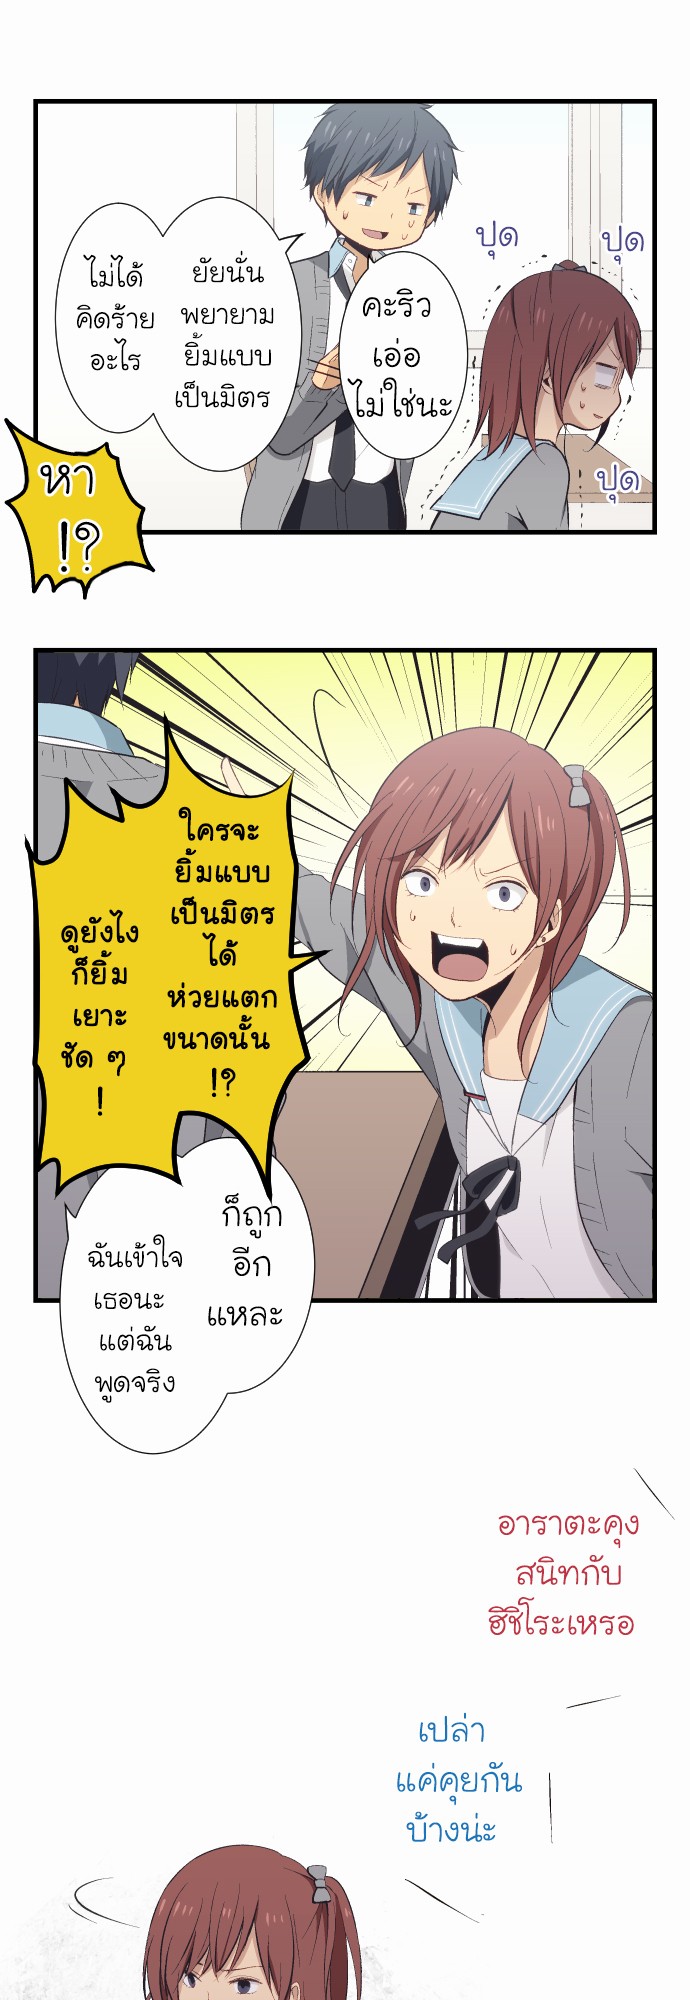 ปุด
ปุด
คะริว
เอ่อ
ไม่ใช่นะ
ยัยนั่น
พยายาม
ยิ้มแบบ
เป็นมิตร
ไม่ได้
คิดร้าย
อะไร
ปุด
หา
!?
ใครจะ
ยิ้มแบบ
เป็นมิตร
ได้
ห่วยแตก
ขนาดนั้น
!?
ดูยังไง
ก็ยิ้ม
เยาะ
ชัด ๆ
!
ก็ถูก
อีก
แหละ
ฉันเข้าใจ
เธอนะ
แต่ฉัน
พูดจริง
อาราตะคุง
สนิทกับ
ฮิชิโระเหรอ
เปล่า
แค่คุยกัน
บ้างน่ะ